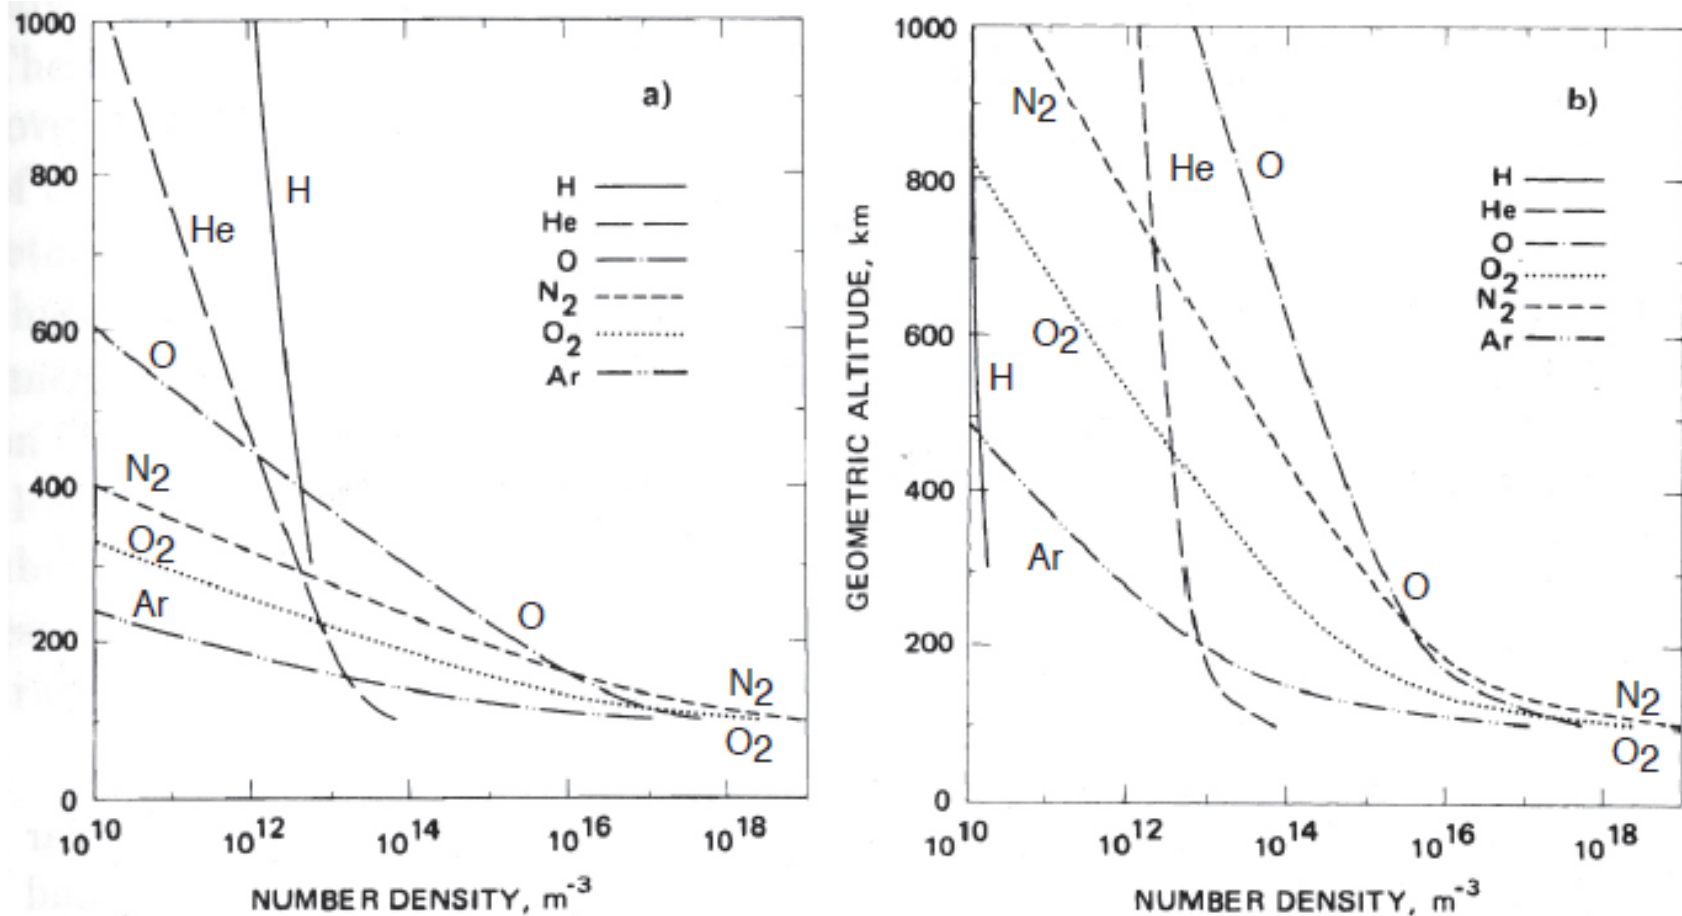 1000
800
600
400
200
0
10^10
10^12
10^14
10^16
10^18
NUMBER DENSITY, m^-3
a)
H
He
O
N2
O2
Ar
He
H
O
N2
O2
Ar
O
N2
O2
GEOMETRIC ALTITUDE, km
1000
800
600
400
200
0
10^10
10^12
10^14
10^16
10^18
NUMBER DENSITY, m^-3
b)
H
He
O
O2
N2
Ar
N2
He
O
O2
H
Ar
O
N2
O2